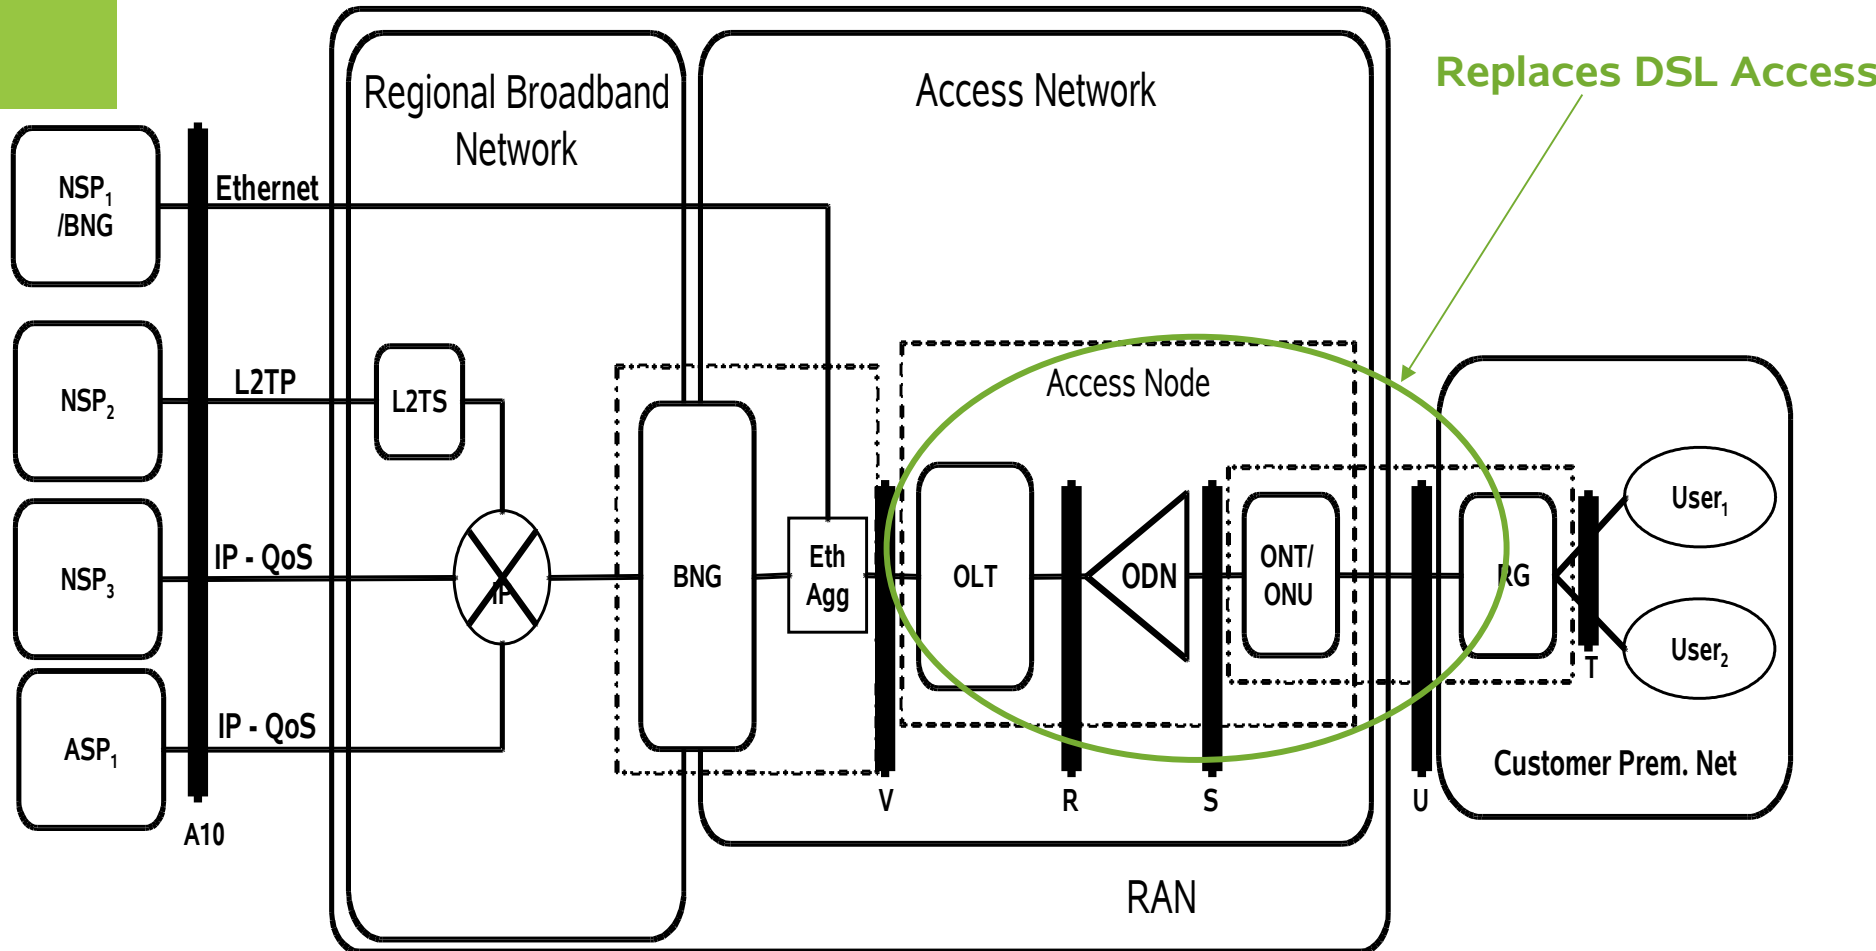 Replaces DSL Access
Regional Broadband
Network
Access Network
NSP1
/BNG
Ethernet
NSP2
L2TP
L2TS
Access Node
NSP3
IP - QoS
IP
BNG
Eth
Agg
OLT
ODN
ONT/
ONU
RG
User1
User2
T
ASP1
IP - QoS
Customer Prem. Net
A10
V
R
S
U
RAN